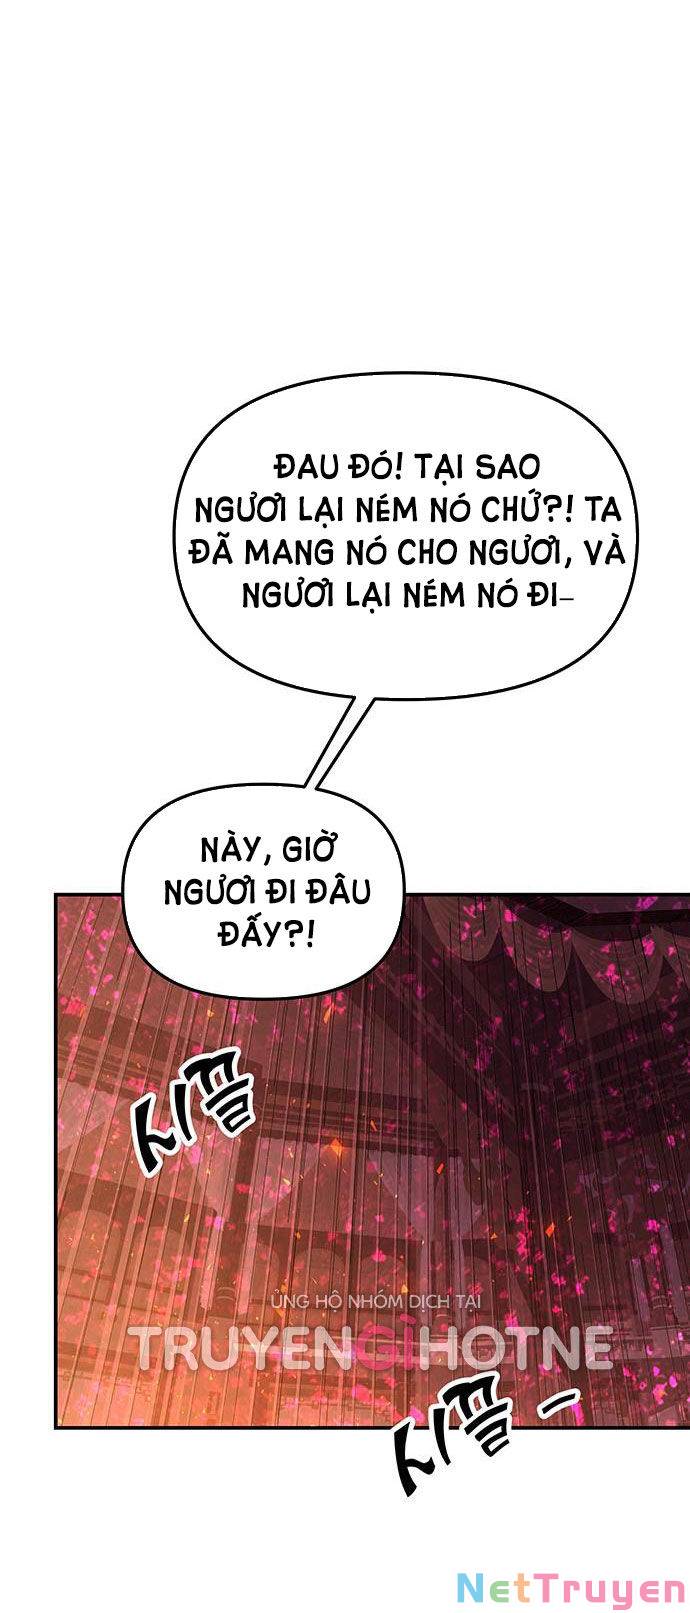 ĐAU ĐÓ! TẠI SAO
NGƯƠI LẠI NÉM NÓ CHỨ?! TA
ĐÃ MANG NÓ CHO NGƯƠI, VÀ
NGƯƠI LẠI NÉM NÓ ĐI–
NÀY, GIỜ
NGƯƠI ĐI ĐÂU
ĐẤY?!
시끌
ỦNG HỘ NHÓM DỊCH TẠI
TRUYENGIHOTNE
시끌-
NetTruyen